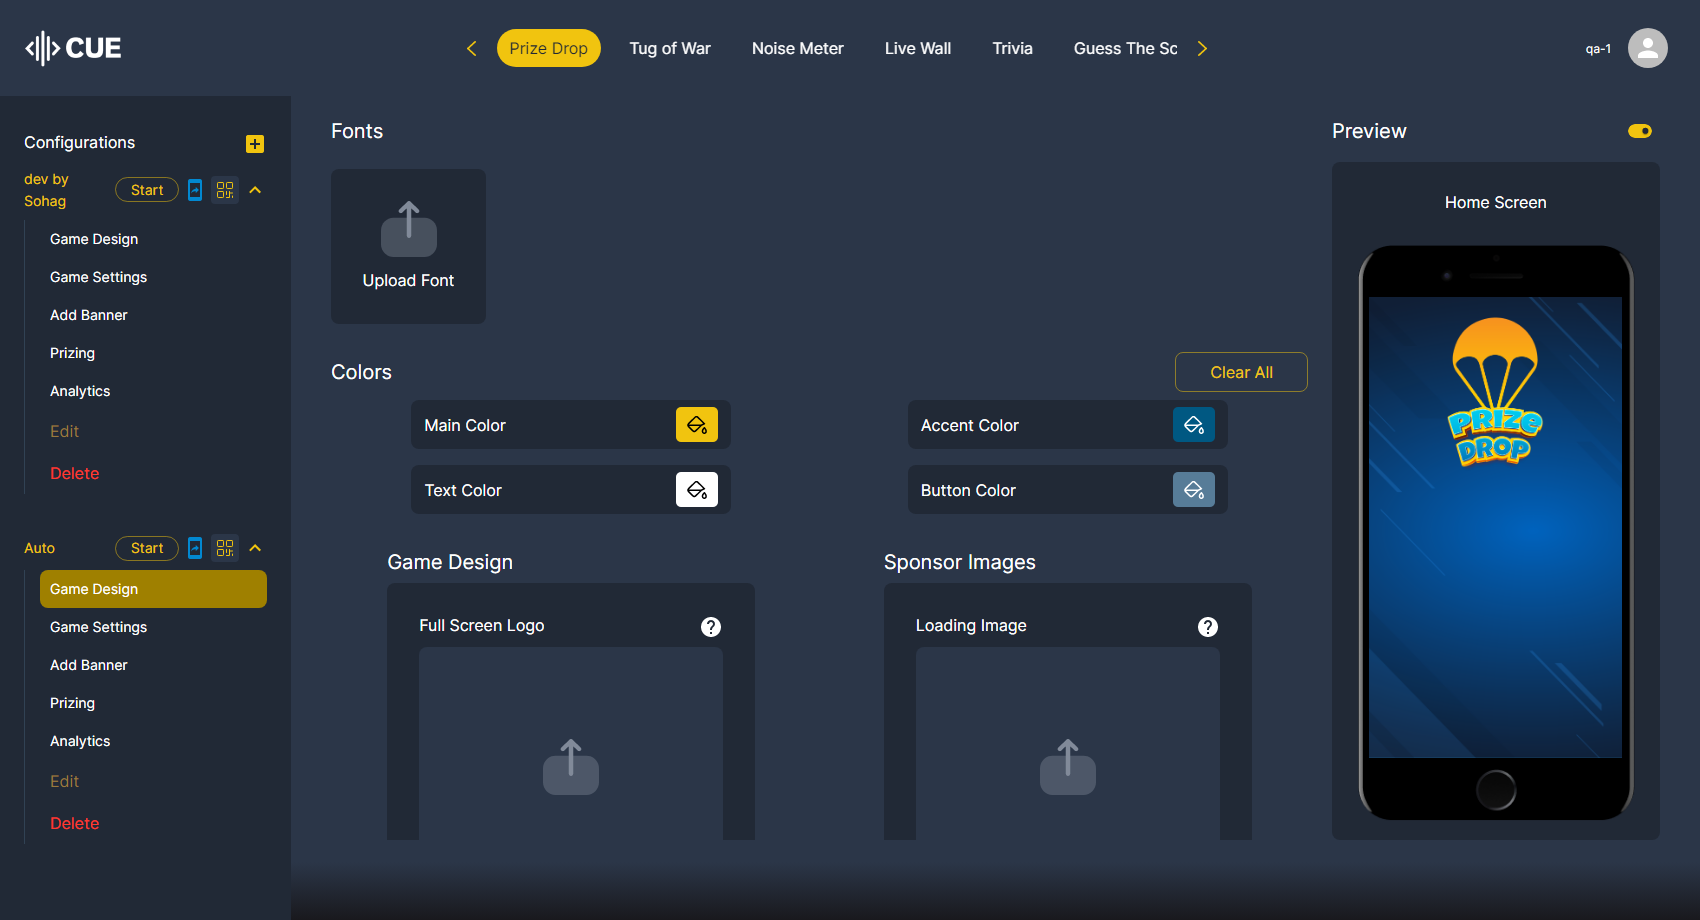 CUE
Prize Drop
Tug of War
Noise Meter
Live Wall
Trivia
Guess The Sc
qa-1
Configurations
dev by
Sohag
Start
Game Design
Game Settings
Add Banner
Prizing
Analytics
Edit
Delete
Auto
Start
Game Design
Game Settings
Add Banner
Prizing
Analytics
Edit
Delete
Fonts
Upload Font
Colors
Clear All
Main Color
Accent Color
Text Color
Button Color
Game Design
Sponsor Images
Full Screen Logo
?
Loading Image
?
Preview
Home Screen
PRIZE
DROP